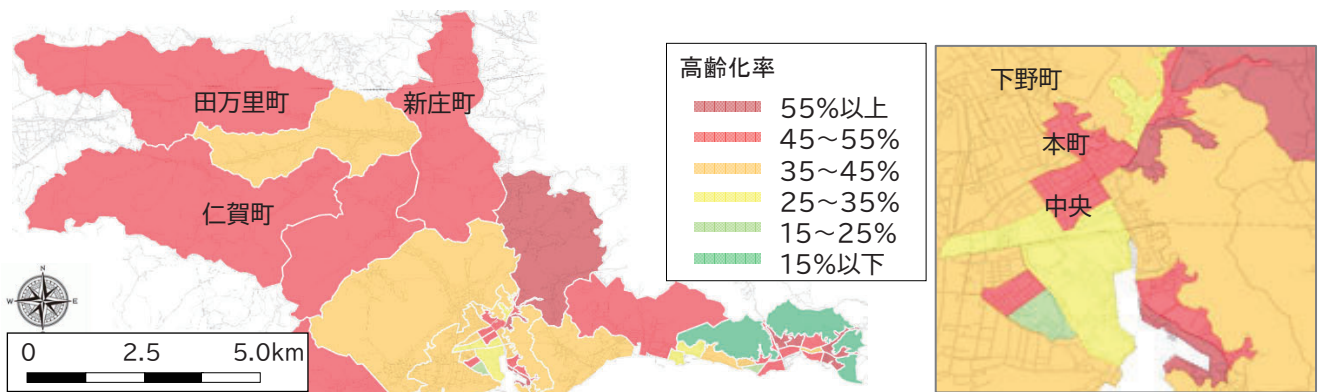 田万里町
新庄町
仁賀町
N
W
E
S
0 2.5 5.0km
高齢化率
55%以上
45～55%
35～45%
25～35%
15～25%
15%以下
下野町
本町
中央